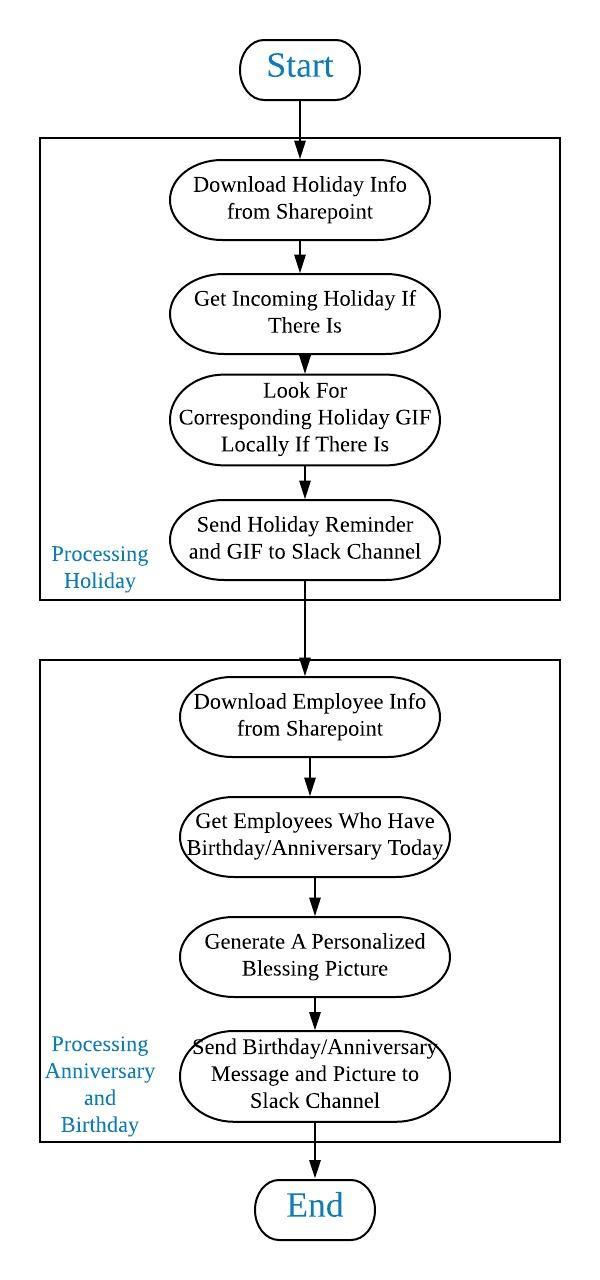 Start
Download Holiday Info
from Sharepoint
Get Incoming Holiday If
There Is
Look For
Corresponding Holiday GIF
Locally If There Is
Send Holiday Reminder
and GIF to Slack Channel
Processing
Holiday
Download Employee Info
from Sharepoint
Get Employees Who Have
Birthday/Anniversary Today
Generate A Personalized
Blessing Picture
Send Birthday/Anniversary
Message and Picture to
Slack Channel
Processing
Anniversary
and
Birthday
End